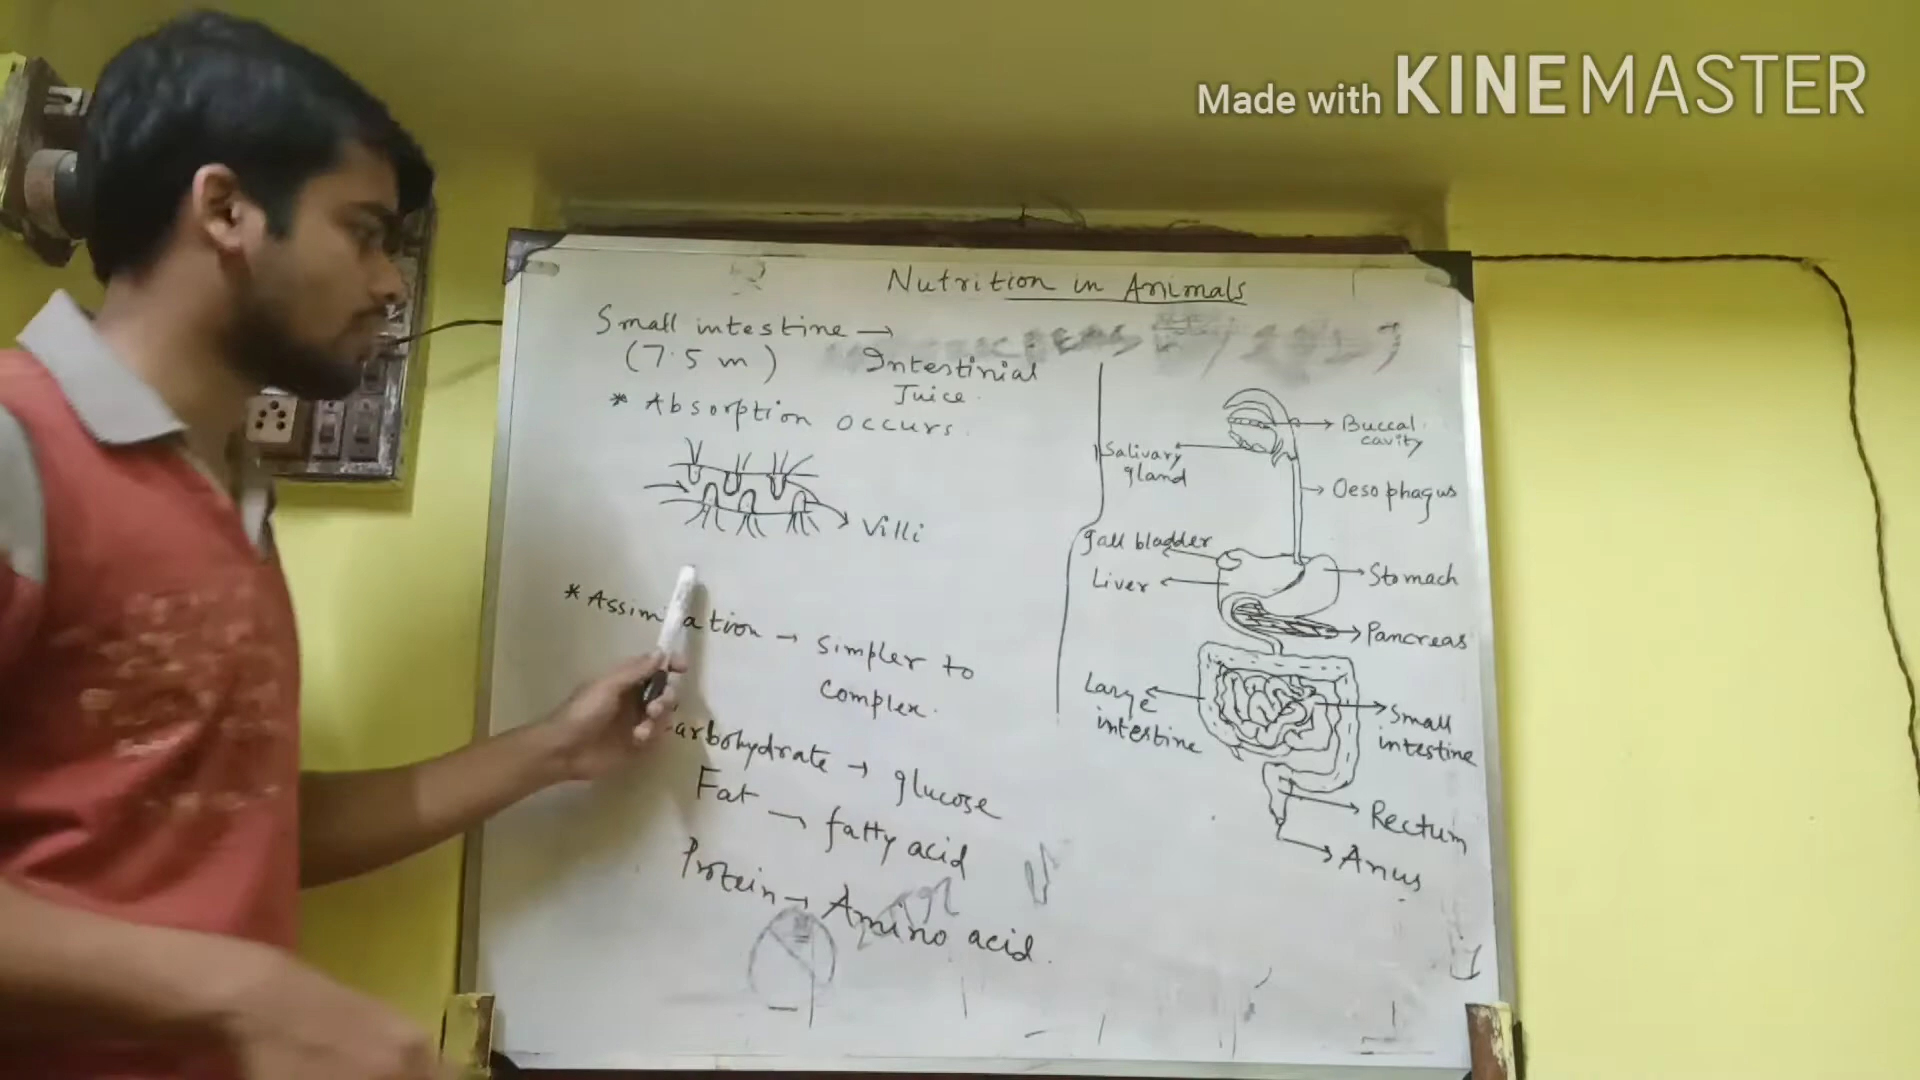 Made with KINEMASTER
Nutrition in Animals
Small intestine →
(7.5 m)
Intestinial
Juice.
* Absorption occurs.
Villi
* Assimilation → simpler to
complex.
Carbohydrate → glucose
Fat → fatty acid
Protein → Amino acid.
Buccal
cavity
Salivary
gland
Oesophagus
gall bladder
Liver
Stomach
Pancreas
Large
intestine
Small
intestine
Rectum
Anus